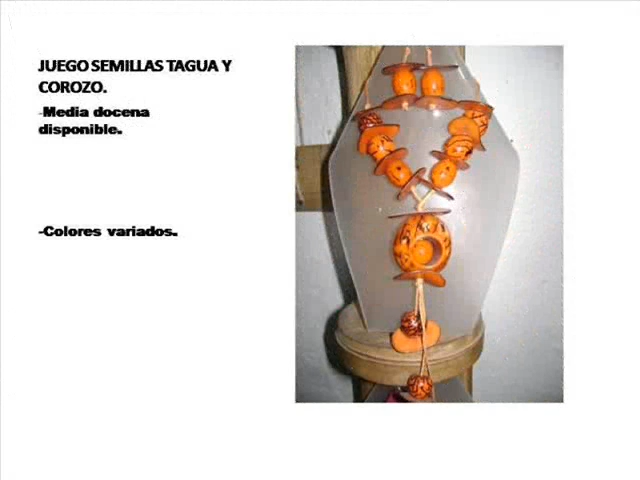 JUEGO SEMILLAS TAGUA Y
COROZO.
-Media docena
disponible.
-Colores variados.